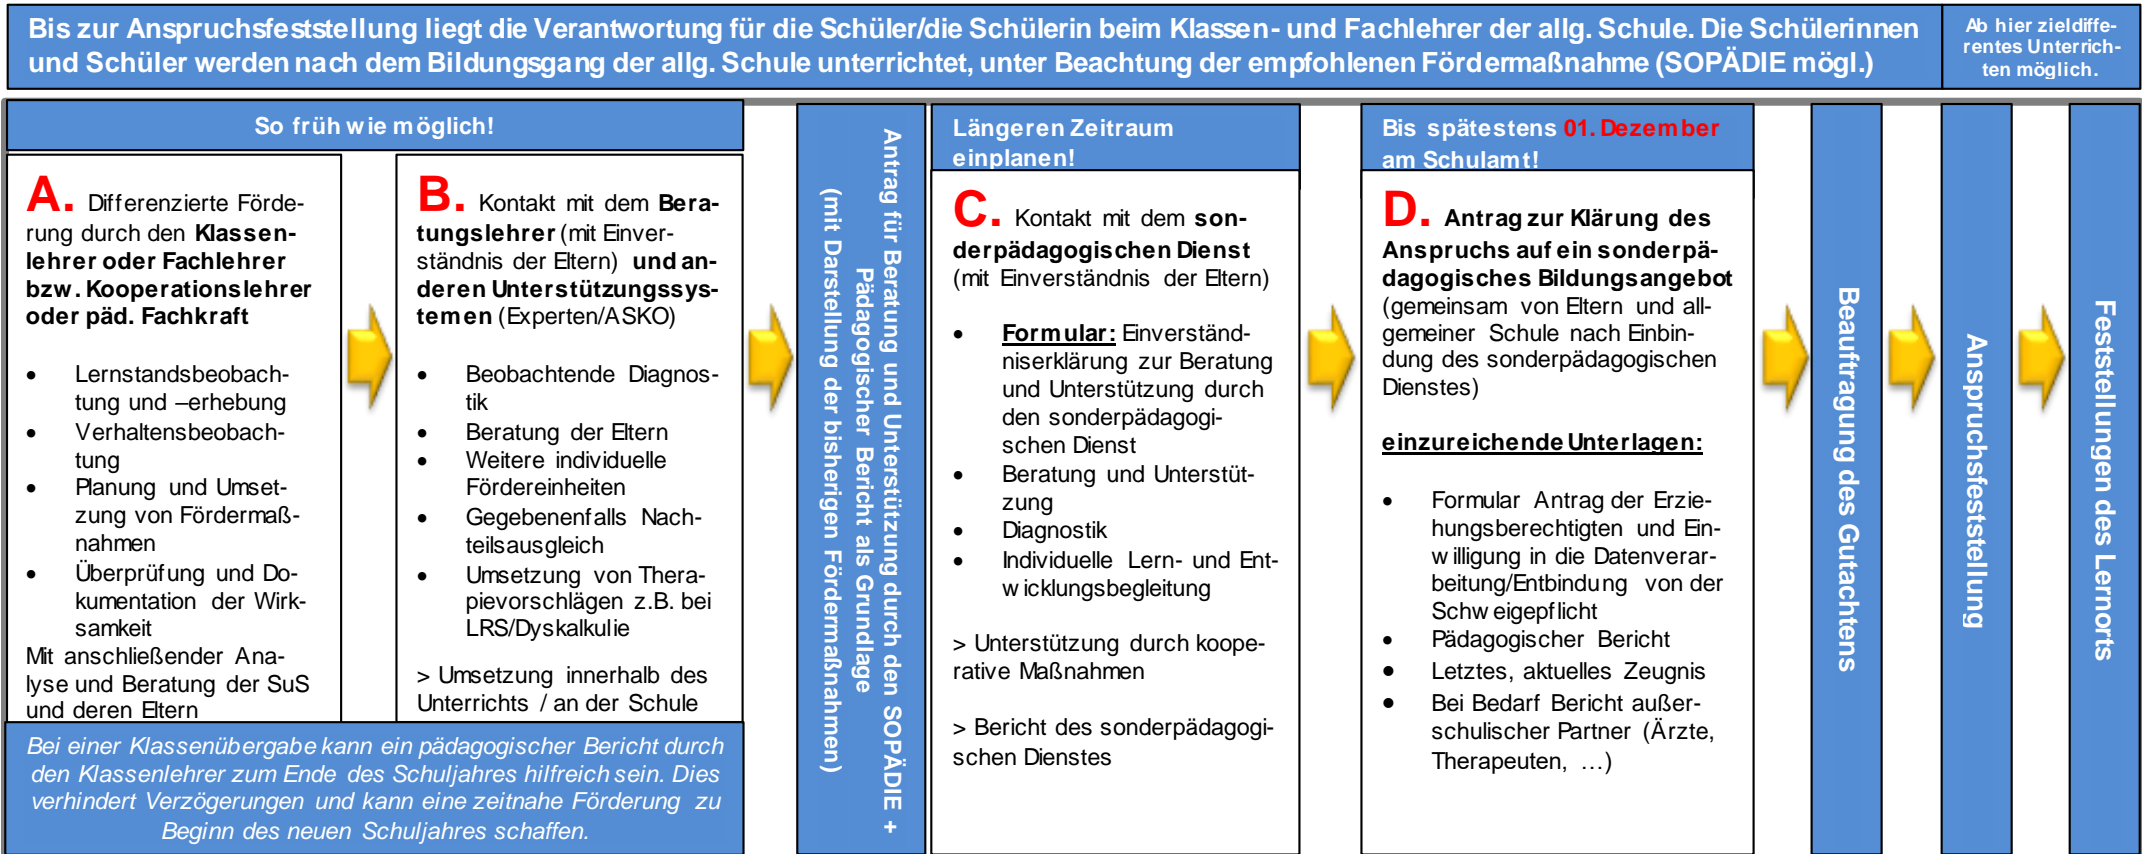 Bis zur Anspruchsfeststellung liegt die Verantwortung für die Schüler/die Schülerin beim Klassen- und Fachlehrer der allg. Schule. Die Schülerinnen
und Schüler werden nach dem Bildungsgang der allg. Schule unterrichtet, unter Beachtung der empfohlenen Fördermaßnahme (SOPÄDIE mögl.)
Ab hier zieldiffe-
rentes Unterrich-
ten möglich.
So früh wie möglich!
A. Differenzierte Förde-
rung durch den Klassen-
lehrer oder Fachlehrer
bzw. Kooperationslehrer
oder päd. Fachkraft
• Lernstandsbeobach-
tung und –erhebung
• Verhaltensbeobach-
tung
• Planung und Umset-
zung von Fördermaß-
nahmen
• Überprüfung und Do-
kumentation der Wirk-
samkeit
Mit anschließender Ana-
lyse und Beratung der SuS
und deren Eltern
B. Kontakt mit dem Bera-
tungslehrer (mit Einver-
ständnis der Eltern) und an-
deren Unterstützungssys-
temen (Experten/ASKO)
• Beobachtende Diagnos-
tik
• Beratung der Eltern
• Weitere individuelle
Fördereinheiten
• Gegebenenfalls Nach-
teilsausgleich
• Umsetzung von Thera-
pievorschlägen z.B. bei
LRS/Dyskalkulie
> Umsetzung innerhalb des
Unterrichts / an der Schule
Bei einer Klassenübergabe kann ein pädagogischer Bericht durch
den Klassenlehrer zum Ende des Schuljahres hilfreich sein. Dies
verhindert Verzögerungen und kann eine zeitnahe Förderung zu
Beginn des neuen Schuljahres schaffen.
Antrag für Beratung und Unterstützung durch den SOPÄDIE +
Pädagogischer Bericht als Grundlage
(mit Darstellung der bisherigen Fördermaßnahmen)
Längeren Zeitraum
einplanen!
C. Kontakt mit dem son-
derpädagogischen Dienst
(mit Einverständnis der Eltern)
• Formular: Einverständ-
niserklärung zur Beratung
und Unterstützung durch
den sonderpädagogi-
schen Dienst
• Beratung und Unterstüt-
zung
• Diagnostik
• Individuelle Lern- und Ent-
wicklungsbegleitung
> Unterstützung durch koope-
rative Maßnahmen
> Bericht des sonderpädagogi-
schen Dienstes
Bis spätestens 01. Dezember
am Schulamt!
D. Antrag zur Klärung des
Anspruchs auf ein sonderpä-
dagogisches Bildungsangebot
(gemeinsam von Eltern und all-
gemeiner Schule nach Einbin-
dung des sonderpädagogischen
Dienstes)
einzureichende Unterlagen:
• Formular Antrag der Erzie-
hungsberechtigten und Ein-
willigung in die Datenverar-
beitung/Entbindung von der
Schweigepflicht
• Pädagogischer Bericht
• Letztes, aktuelles Zeugnis
• Bei Bedarf Bericht außer-
schulischer Partner (Ärzte,
Therapeuten, …)
Beauftragung des Gutachtens
Anspruchsfeststellung
Feststellungen des Lernorts